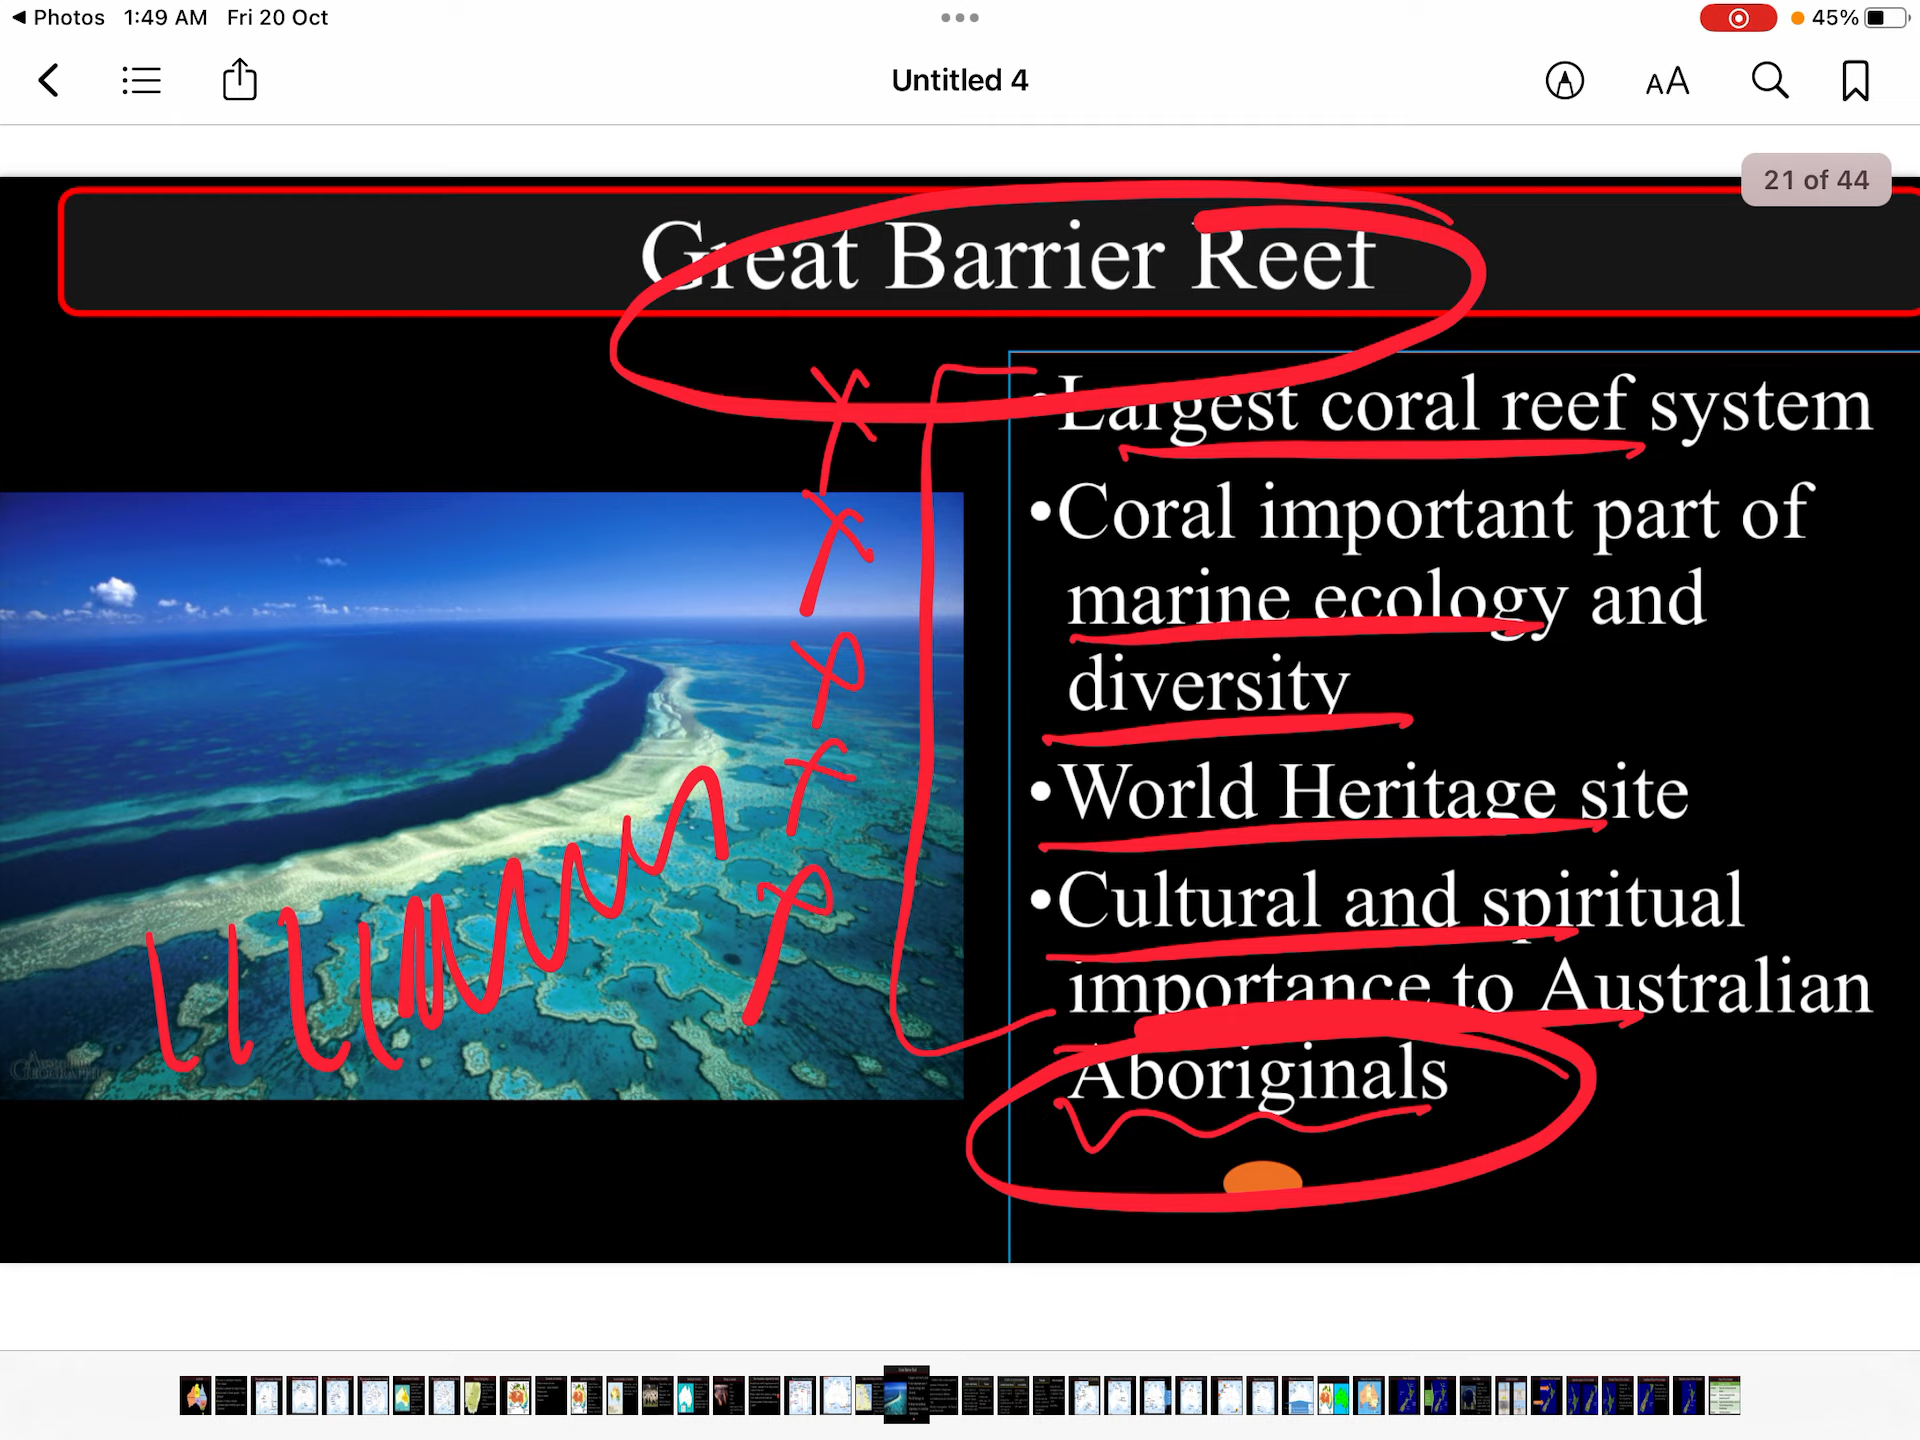 Photos 1:49 AM Fri 20 Oct
45%
Untitled 4
AA
21 of 44
Great Barrier Reef
•Largest coral reef system
•Coral important part of
marine ecology and
diversity
•World Heritage site
•Cultural and spiritual
importance to Australian
Aboriginals